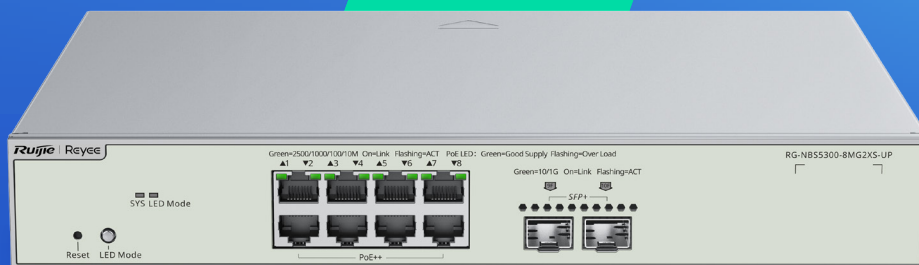 Ruijie | Reyee
Green=2500/1000/100/10M On=Link Flashing=ACT PoE LED: Green=Good Supply Flashing=Over Load
▲1 ▼2 ▲3 ▼4 ▲5 ▼6 ▲7 ▼8
RG-NBS5300-8MG2XS-UP
Green=10/1G On=Link Flashing=ACT
SFP+
SYS LED Mode
Reset LED Mode
PoE++